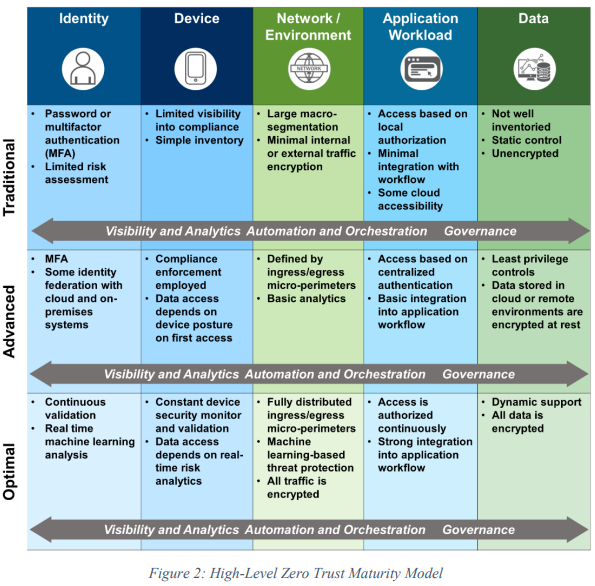 Identity
Device
Network /
Environment
Application
Workload
Data
NETWORK
Traditional
• Password or
multifactor
authentication
(MFA)
• Limited risk
assessment
• Limited visibility
into compliance
• Simple inventory
• Large macro-
segmentation
• Minimal internal
or external traffic
encryption
• Access based on
local
authorization
• Minimal
integration with
workflow
• Some cloud
accessibility
• Not well
inventoried
• Static control
• Unencrypted
Visibility and Analytics Automation and Orchestration Governance
Advanced
• MFA
• Some identity
federation with
cloud and on-
premises
systems
• Compliance
enforcement
employed
• Data access
depends on
device posture
on first access
• Defined by
ingress/egress
micro-perimeters
• Basic analytics
• Access based on
centralized
authentication
• Basic integration
into application
workflow
• Least privilege
controls
• Data stored in
cloud or remote
environments are
encrypted at rest
Visibility and Analytics Automation and Orchestration Governance
Optimal
• Continuous
validation
• Real time
machine learning
analysis
• Constant device
security monitor
and validation
• Data access
depends on real-
time risk
analytics
• Fully distributed
ingress/egress
micro-perimeters
• Machine
learning-based
threat protection
• All traffic is
encrypted
• Access is
authorized
continuously
• Strong integration
into application
workflow
• Dynamic support
• All data is
encrypted
Visibility and Analytics Automation and Orchestration Governance
Figure 2: High-Level Zero Trust Maturity Model